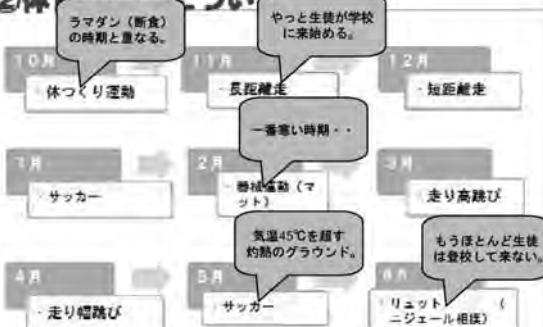 ラマダン（断食）
の時期と重なる。
やっと生徒が学校
に来始める。
10月
・体つくり運動
11月
・長距離走
12月
・短距離走
一番寒い時期・・
1月
・サッカー
2月
・器械運動（マ
ット）
3月
・走り高跳び
気温45℃を超す
灼熱のグラウンド。
もうほとんど生徒
は登校して来ない。
4月
・走り幅跳び
5月
・サッカー
6月
・リュット （
ニジェール相撲）